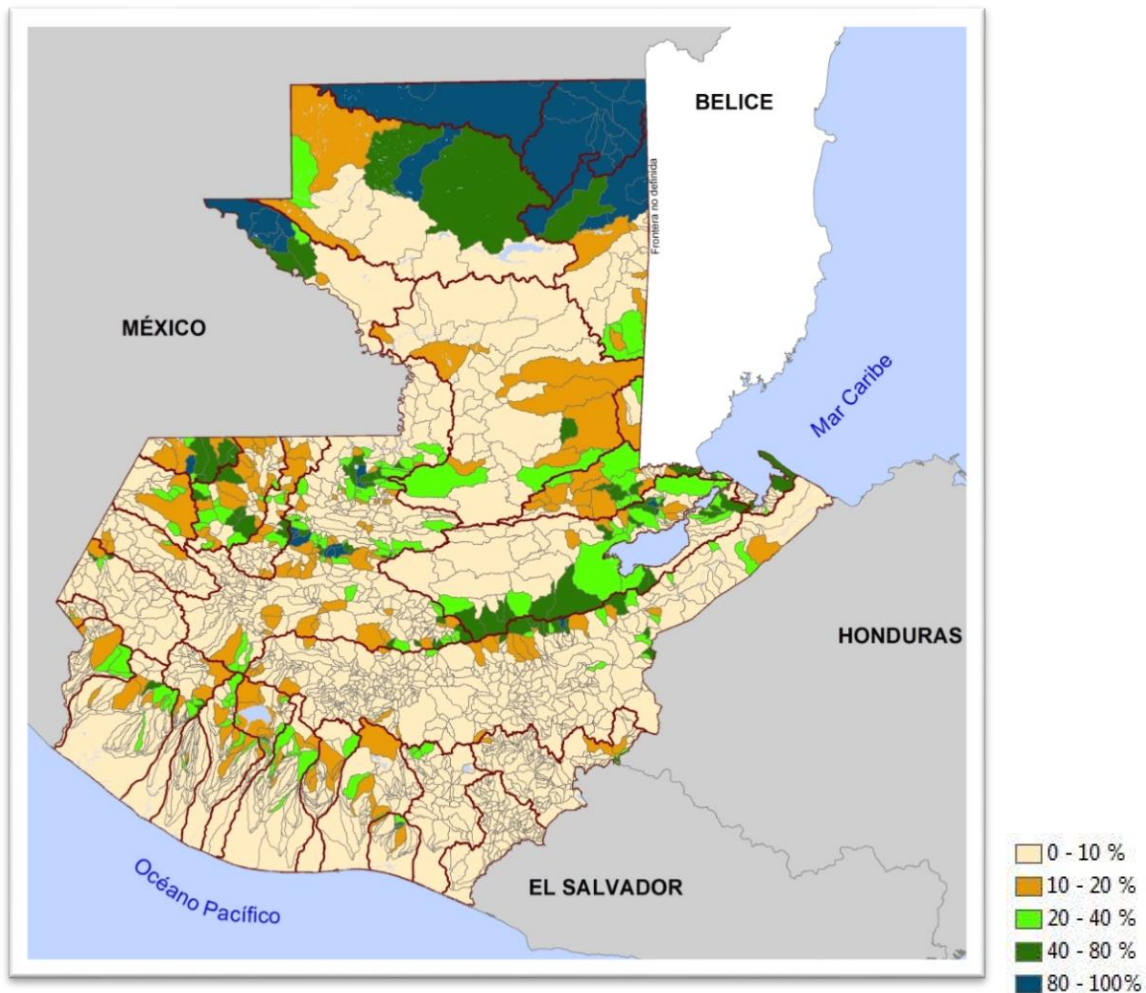 BELICE
Frontera no definida
MÉXICO
Mar Caribe
HONDURAS
EL SALVADOR
Océano Pacífico
0 - 10 %
10 - 20 %
20 - 40 %
40 - 80 %
80 - 100%